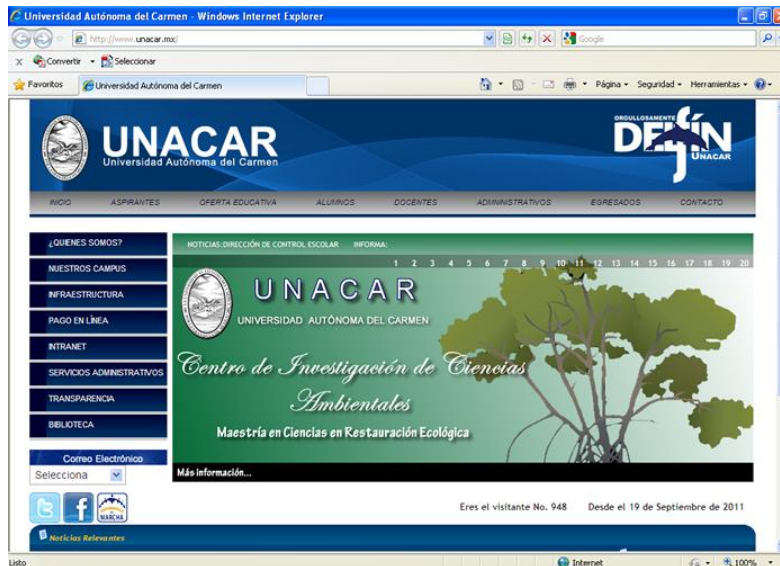 Universidad Autónoma del Carmen - Windows Internet Explorer
http://www.unacar.mx/
Google
Convertir
Seleccionar
Favoritos
Universidad Autónoma del Carmen
Página
Seguridad
Herramientas
UNACAR
Universidad Autónoma del Carmen
ORGULLOSAMENTE
DELFÍN
UNACAR
INICIO
ASPIRANTES
OFERTA EDUCATIVA
ALUMNOS
DOCENTES
ADMNINISTRATIVOS
EGRESADOS
CONTACTO
¿QUIENES SOMOS?
NUESTROS CAMPUS
INFRAESTRUCTURA
PAGO EN LÍNEA
INTRANET
SERVICIOS ADMINISTRATIVOS
TRANSPARENCIA
BIBLIOTECA
Correo Electrónico
Selecciona
NOTICIAS:DIRECCIÓN DE CONTROL ESCOLAR INFORMA:
1 2 3 4 5 6 7 8 9 10 11 12 13 14 15 16 17 18 19 20
UNACAR
UNIVERSIDAD AUTÓNOMA DEL CARMEN
Centro de Investigación de Ciencias
Ambientales
Maestría en Ciencias en Restauración Ecológica
Más información...
EN MARCHA
Eres el visitante No. 948 Desde el 19 de Septiembre de 2011
Noticias Relevantes
Listo
Internet
100%